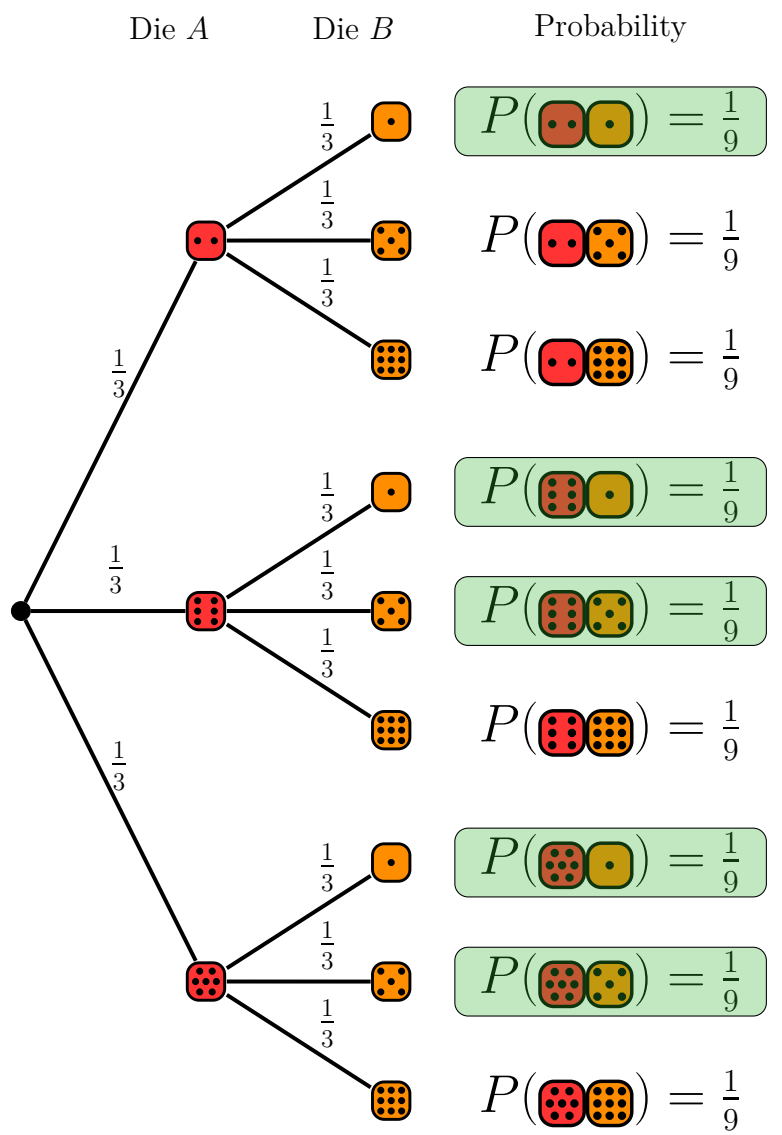 Die A Die B Probability
1/3 P( ) = 1/9
1/3 P( ) = 1/9
1/3 P( ) = 1/9
1/3
1/3 P( ) = 1/9
1/3 1/3 P( ) = 1/9
1/3 P( ) = 1/9
1/3
1/3 P( ) = 1/9
1/3 P( ) = 1/9
1/3 P( ) = 1/9